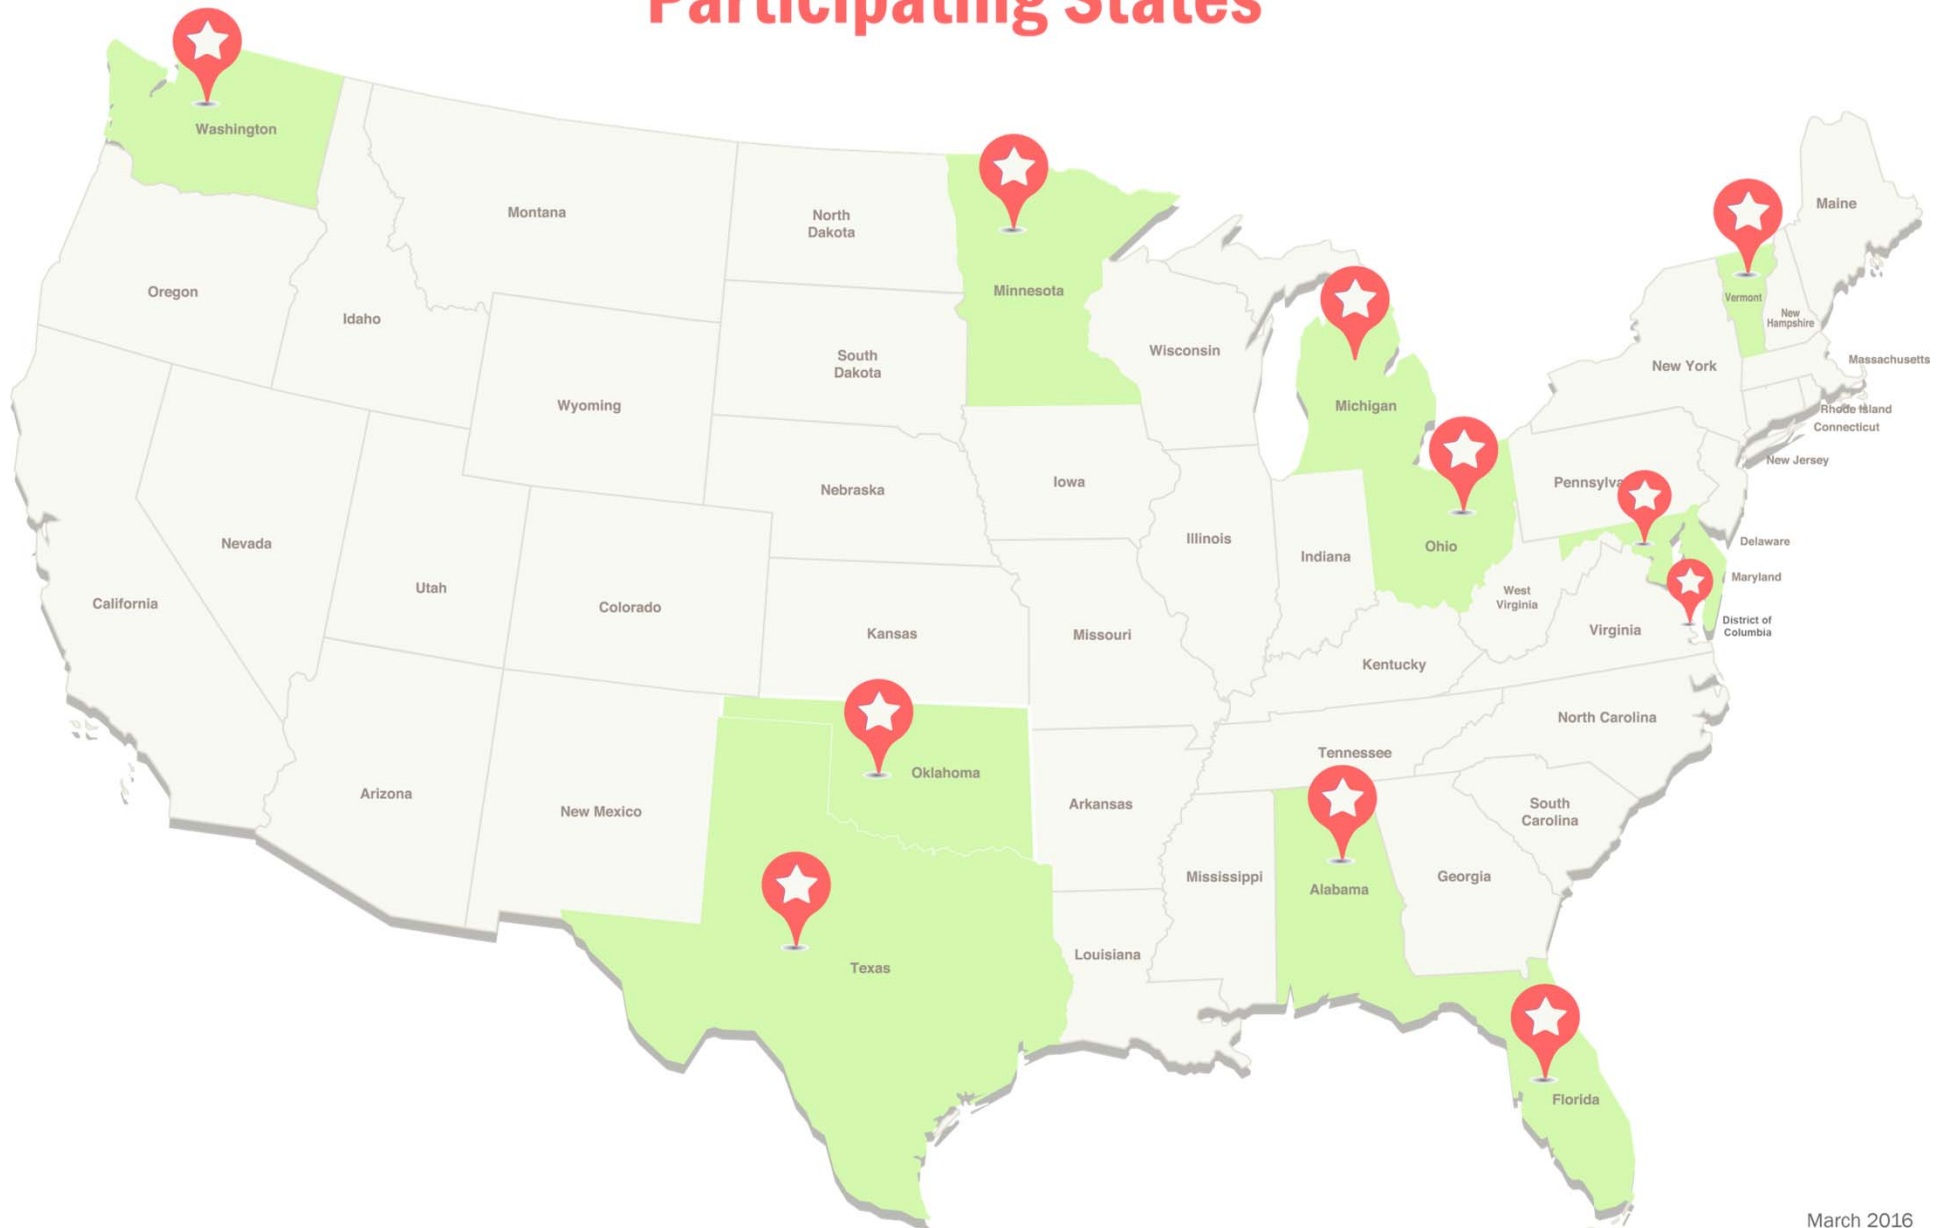 Participating States
Washington
Montana
North
Dakota
Minnesota
Maine
Oregon
Idaho
Vermont
New
Hampshire
Wisconsin
South
Dakota
New York
Massachusetts
Wyoming
Michigan
Rhode Island
Connecticut
New Jersey
Iowa
Pennsylva
Nebraska
Nevada
Illinois
Indiana
Ohio
Delaware
Maryland
Utah
California
Colorado
Kansas
Missouri
West
Virginia
Virginia
District of
Columbia
Kentucky
North Carolina
Tennessee
Oklahoma
Arizona
New Mexico
Arkansas
South
Carolina
Mississippi
Alabama
Georgia
Louisiana
Texas
Florida
March 2016